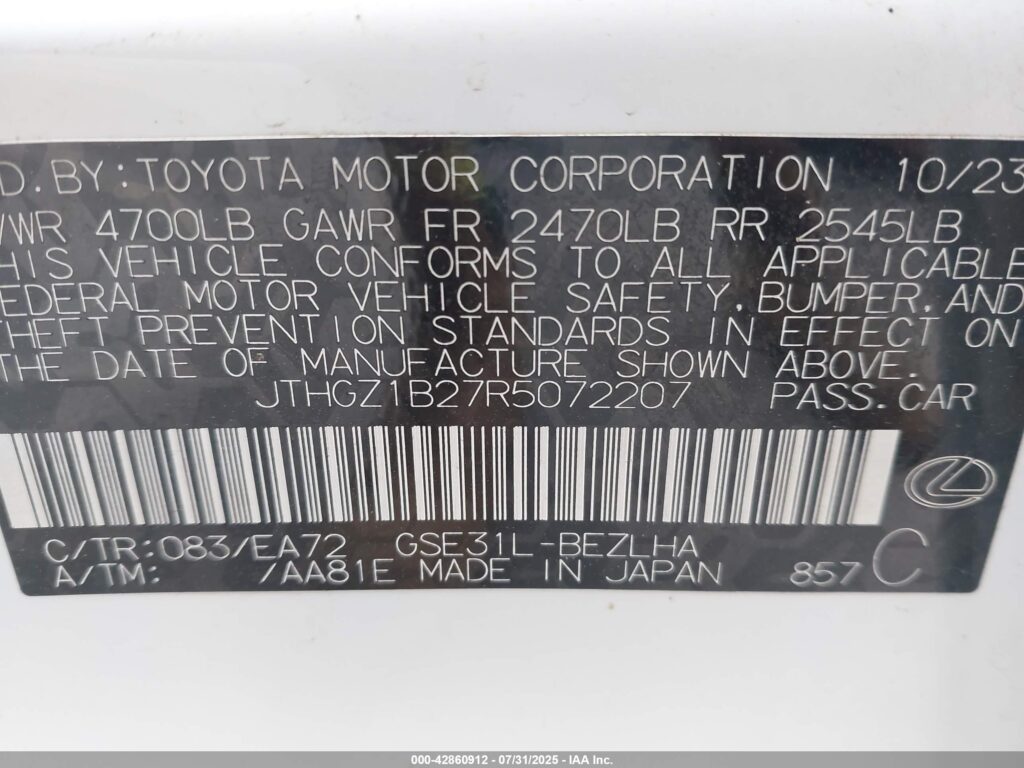 D.BY:TOYOTA MOTOR CORPORATION 10/23
VWR 4700LB GAWR FR 2470LB RR 2545LB
HIS VEHICLE CONFORMS TO ALL APPLICABLE
EDERAL MOTOR VEHICLE SAFETY,BUMPER,AND
THEFT PREVENTION STANDARDS IN EFFECT ON
THE DATE OF MANUFACTURE SHOWN ABOVE.
JTHGZ1B27R5072207 PASS.CAR
C/TR:083/EA72 GSE31L-BEZLHA
A/TM: /AA81E MADE IN JAPAN 857 C
000-42860912 - 07/31/2025 - IAA Inc.